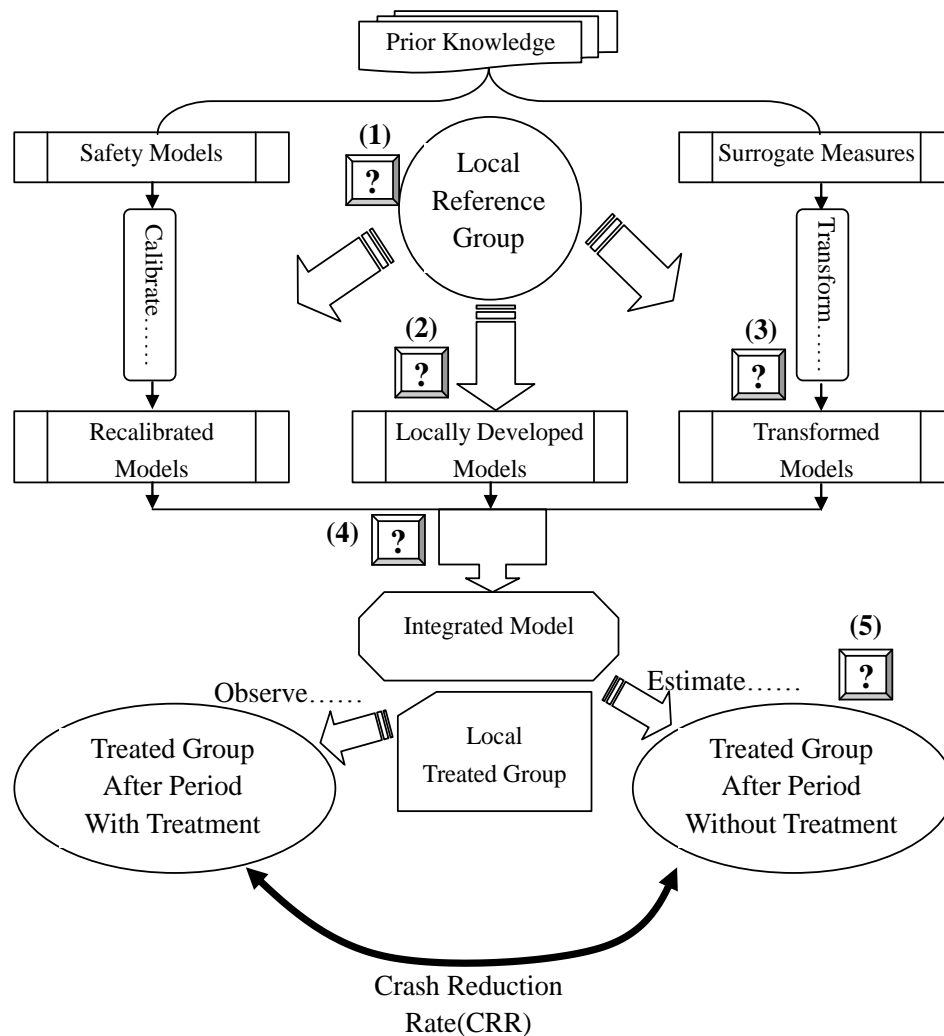 Prior Knowledge
Safety Models
(1)
?
Local
Reference
Group
Surrogate Measures
Calibrate……
Transform……
(2)
?
(3)
?
Recalibrated
Models
Locally Developed
Models
Transformed
Models
(4)
?
Integrated Model
(5)
?
Observe……
Estimate……
Treated Group
After Period
With Treatment
Local
Treated Group
Treated Group
After Period
Without Treatment
Crash Reduction
Rate(CRR)